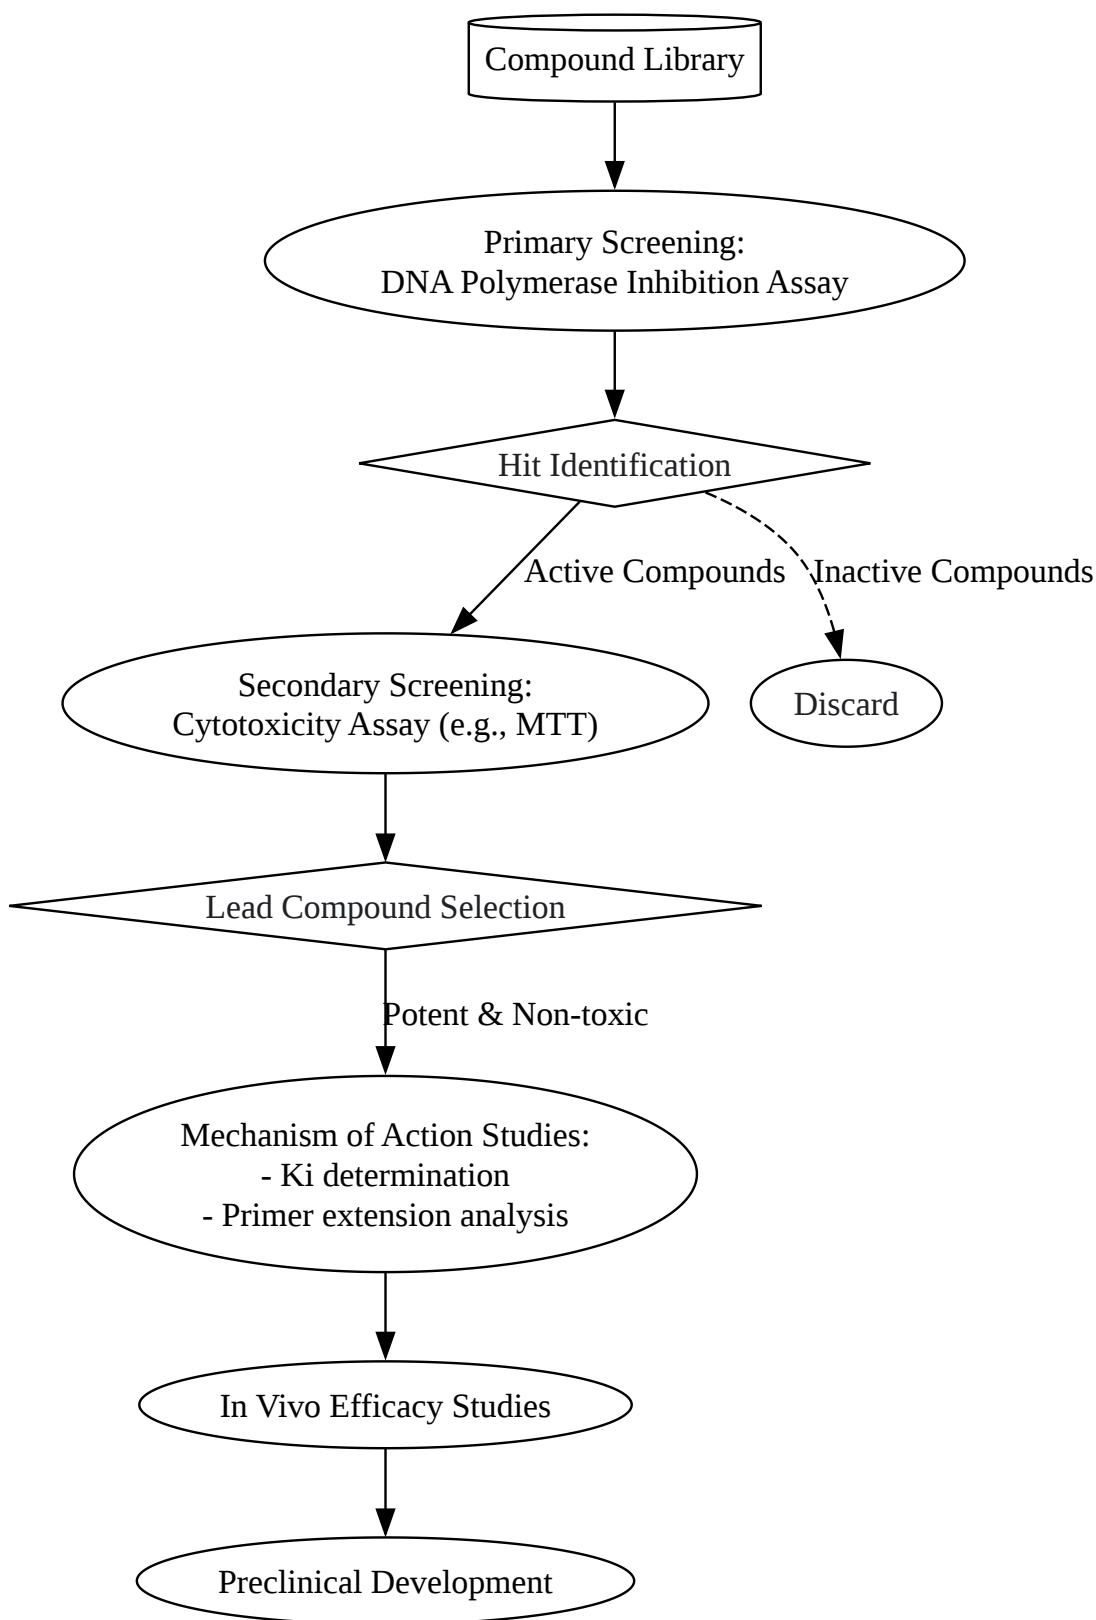 Compound Library
Primary Screening:
DNA Polymerase Inhibition Assay
Hit Identification
Active Compounds
Inactive Compounds
Secondary Screening:
Cytotoxicity Assay (e.g., MTT)
Discard
Lead Compound Selection
Potent & Non-toxic
Mechanism of Action Studies:
- Ki determination
- Primer extension analysis
In Vivo Efficacy Studies
Preclinical Development